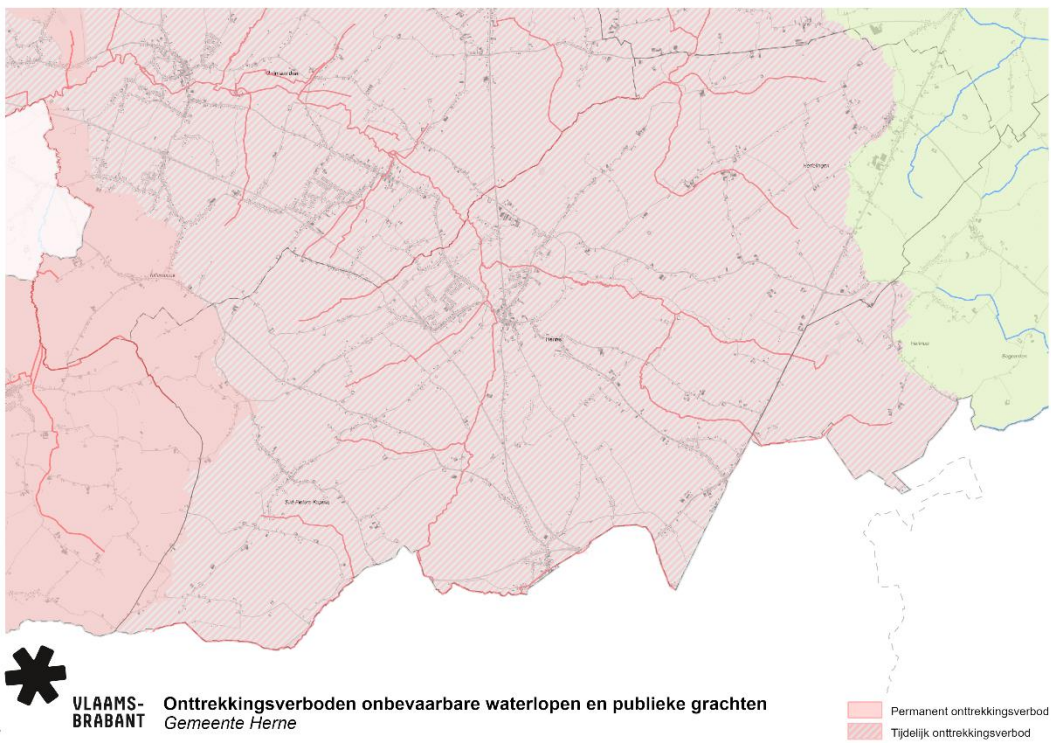 Herne
VLAAMS-
BRABANT
Onttrekkingsverboden onbevaarbare waterlopen en publieke grachten
Gemeente Herne
Permanent onttrekkingsverbod
Tijdelijk onttrekkingsverbod